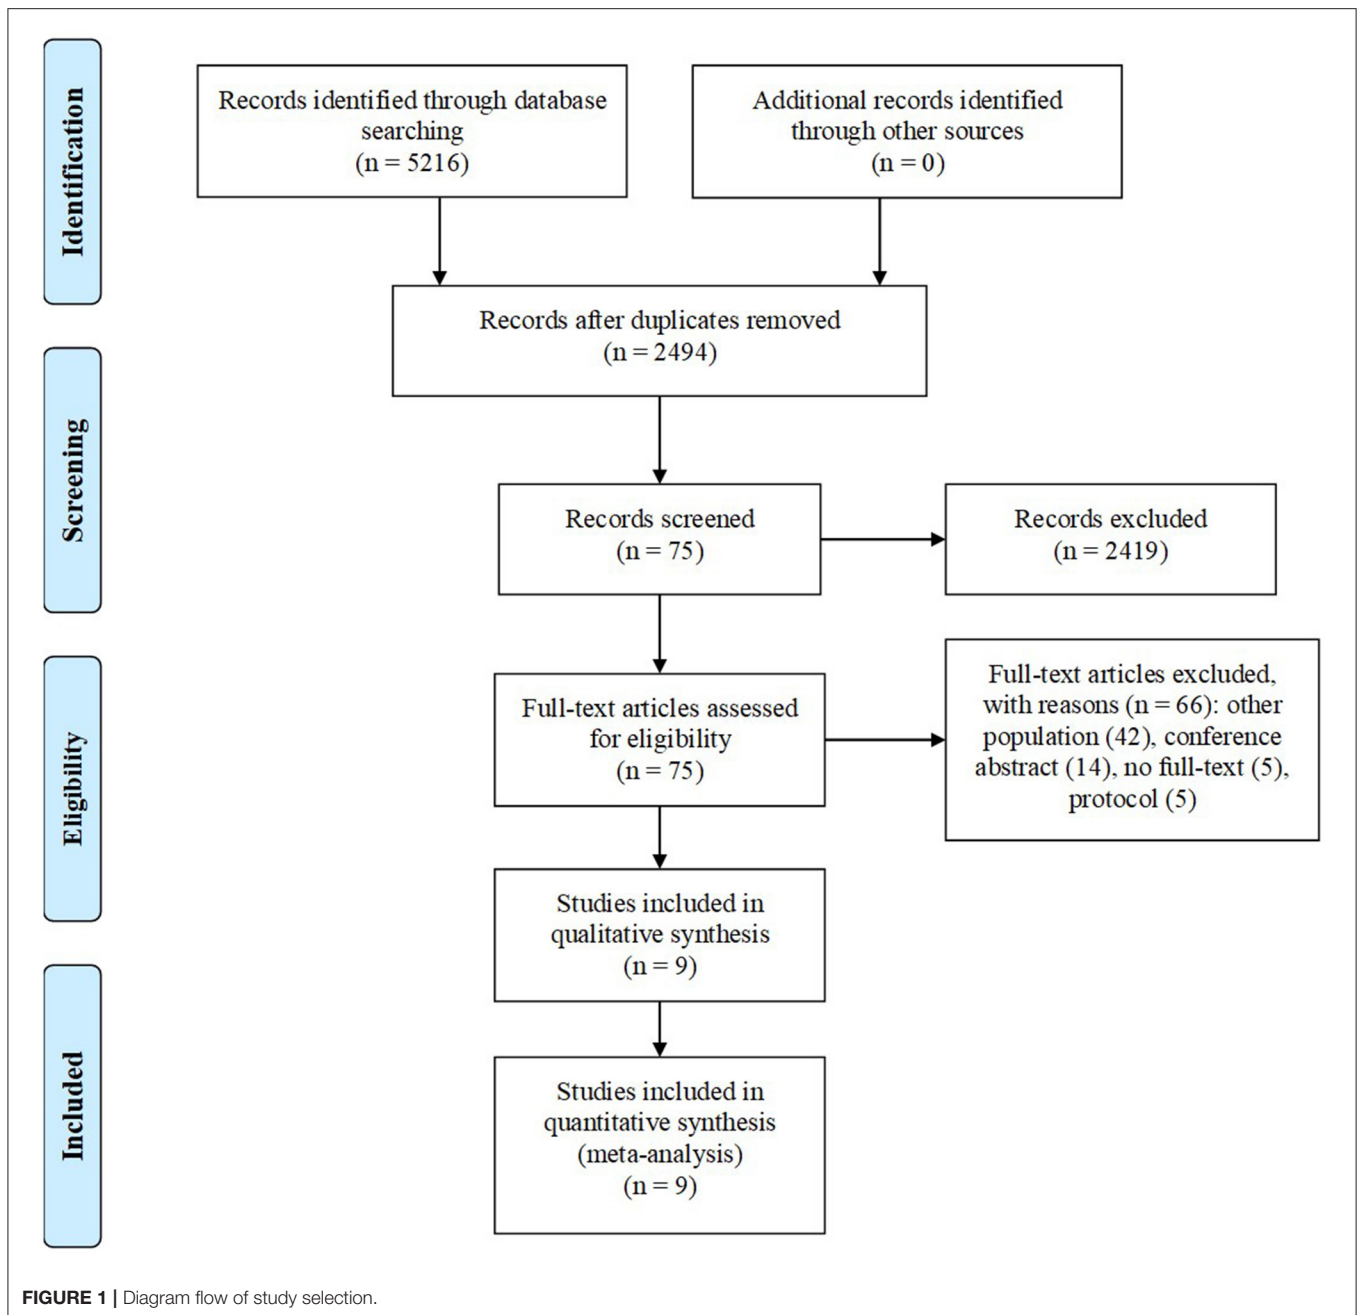 Identification
Records identified through database
searching
(n = 5216)
Additional records identified
through other sources
(n = 0)
Records after duplicates removed
(n = 2494)
Screening
Records screened
(n = 75)
Records excluded
(n = 2419)
Eligibility
Full-text articles assessed
for eligibility
(n = 75)
Full-text articles excluded,
with reasons (n = 66): other
population (42), conference
abstract (14), no full-text (5),
protocol (5)
Studies included in
qualitative synthesis
(n = 9)
Included
Studies included in
quantitative synthesis
(meta-analysis)
(n = 9)
FIGURE 1 | Diagram flow of study selection.